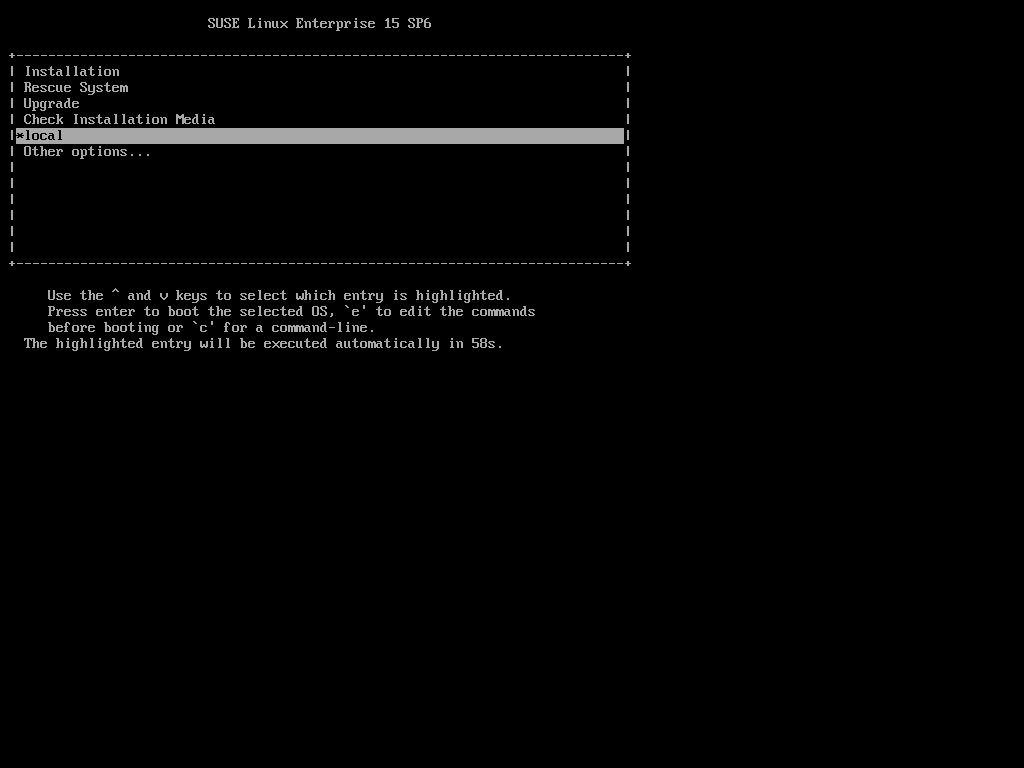 SUSE Linux Enterprise 15 SP6
Installation
Rescue System
Upgrade
Check Installation Media
*local
Other options...
Use the ^ and v keys to select which entry is highlighted.
Press enter to boot the selected OS, `e' to edit the commands
before booting or `c' for a command-line.
The highlighted entry will be executed automatically in 58s.